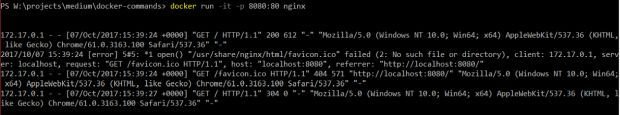 PS W:\projects\medium\docker-commands> docker run -it -p 8080:80 nginx
172.17.0.1 - - [07/Oct/2017:15:39:24 +0000] "GET / HTTP/1.1" 200 612 "-" "Mozilla/5.0 (Windows NT 10.0; Win64; x64) AppleWebKit/537.36 (KHTML,
like Gecko) Chrome/61.0.3163.100 Safari/537.36" "-"
2017/10/07 15:39:24 [error] 5#5: *1 open() "/usr/share/nginx/html/favicon.ico" failed (2: No such file or directory), client: 172.17.0.1, serv
er: localhost, request: "GET /favicon.ico HTTP/1.1", host: "localhost:8080", referrer: "http://localhost:8080/"
172.17.0.1 - - [07/Oct/2017:15:39:24 +0000] "GET /favicon.ico HTTP/1.1" 404 571 "http://localhost:8080/" "Mozilla/5.0 (Windows NT 10.0; Win64;
x64) AppleWebKit/537.36 (KHTML, like Gecko) Chrome/61.0.3163.100 Safari/537.36" "-"
172.17.0.1 - - [07/Oct/2017:15:39:27 +0000] "GET / HTTP/1.1" 304 0 "-" "Mozilla/5.0 (Windows NT 10.0; Win64; x64) AppleWebKit/537.36 (KHTML, l
ike Gecko) Chrome/61.0.3163.100 Safari/537.36" "-"